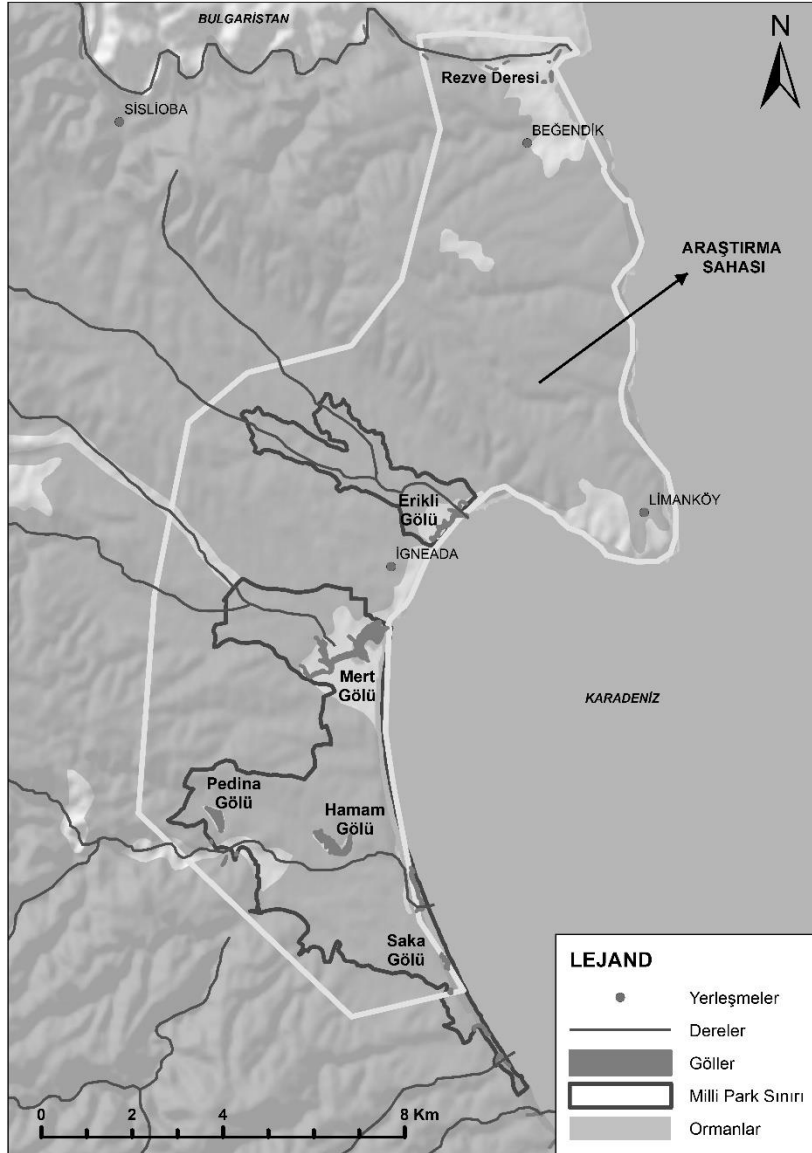 BULGARİSTAN
N
Rezve Deresi
SİSLİOBA
BEĞENDİK
ARAŞTIRMA
SAHASI
LİMANKÖY
Erikli
Gölü
İGNEADA
Mert
Gölü
KARADENİZ
Pedina
Gölü
Hamam
Gölü
Saka
Gölü
LEJAND
Yerleşmeler
Dereler
Göller
Milli Park Sınırı
Ormanlar
0 2 4 8 Km